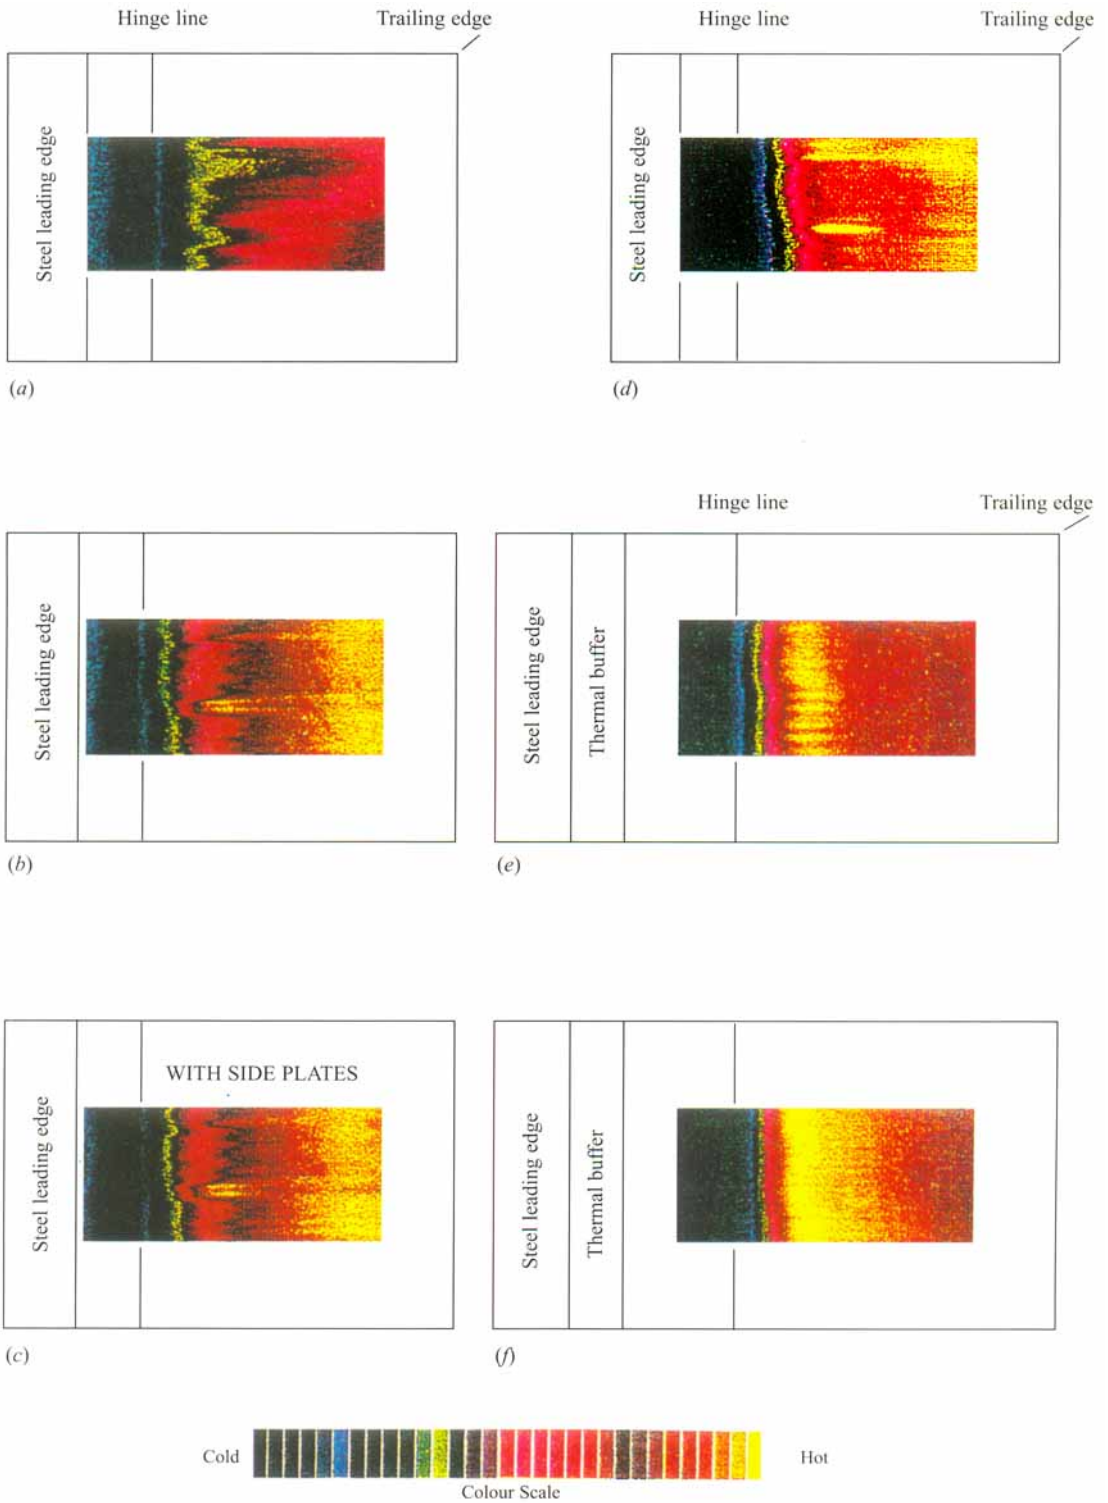 Hinge line
Trailing edge
Hinge line
Trailing edge
Steel leading edge
Steel leading edge
(a)
(d)
Hinge line
Trailing edge
Steel leading edge
Steel leading edge
Thermal buffer
(b)
(e)
WITH SIDE PLATES
Steel leading edge
Steel leading edge
Thermal buffer
(c)
(f)
Cold
Hot
Colour Scale